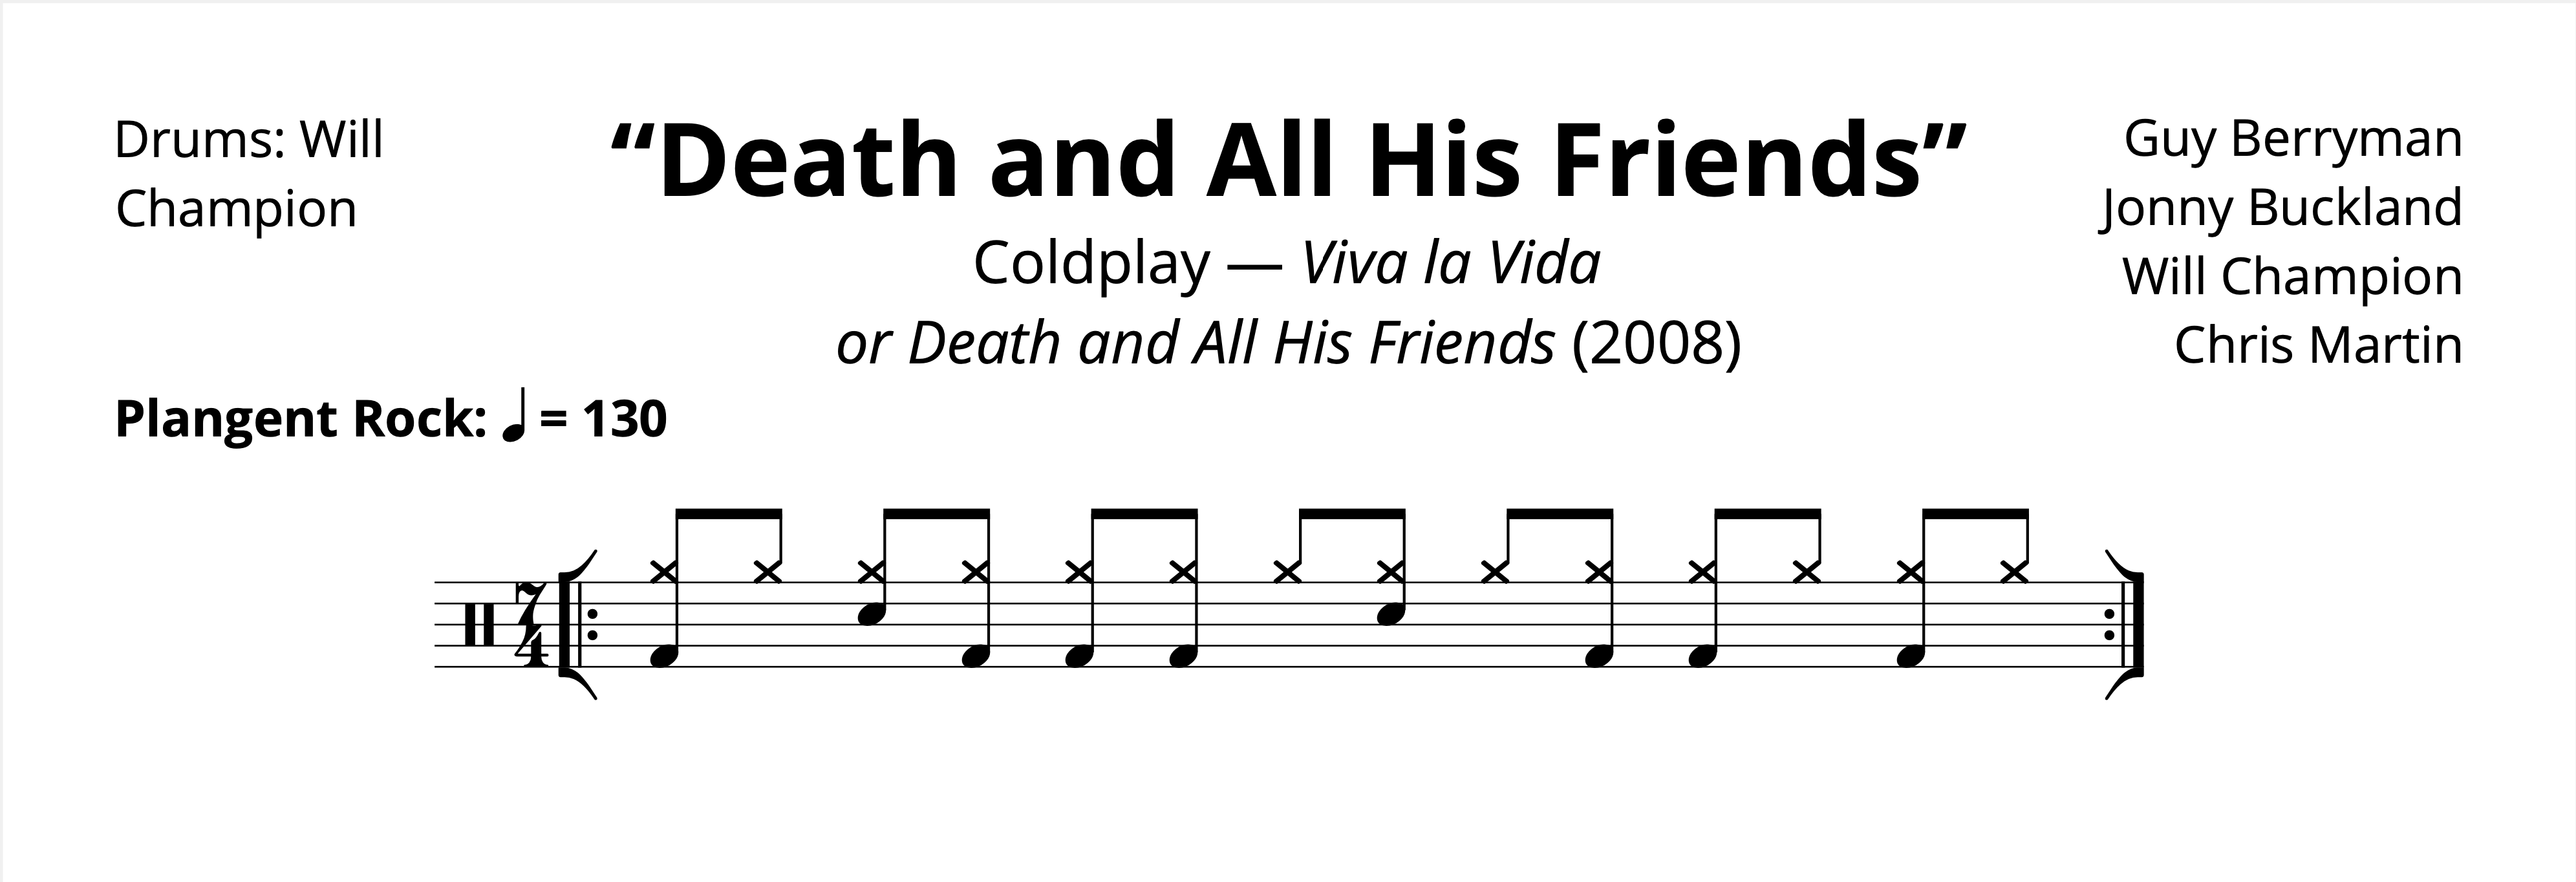 Drums: Will
Champion
“Death and All His Friends”
Coldplay — Viva la Vida
or Death and All His Friends (2008)
Guy Berryman
Jonny Buckland
Will Champion
Chris Martin
Plangent Rock: ♩ = 130
7
4